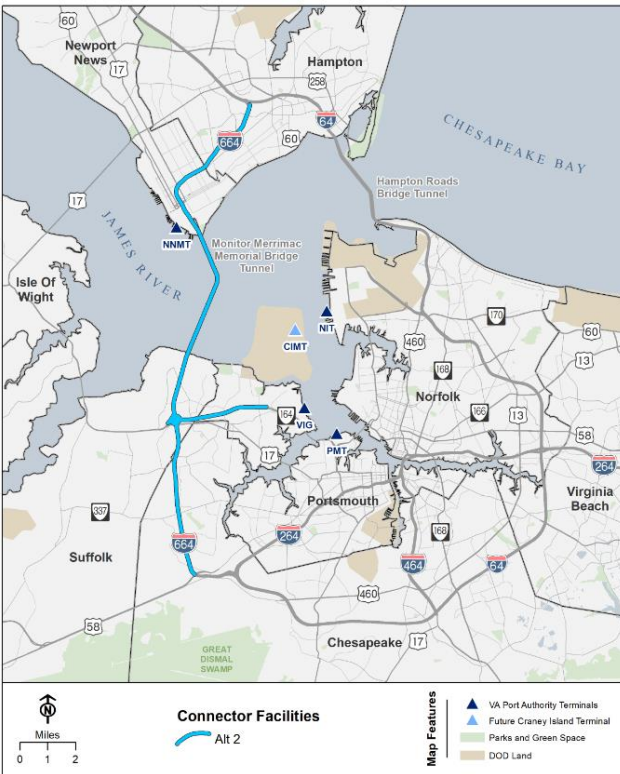 60
Newport
News
17
Hampton
258
64
664
60
CHESAPEAKE BAY
17
Hampton Roads
Bridge Tunnel
NNMT
Monitor Merrimac
Memorial Bridge
Tunnel
JAMES RIVER
Isle Of
Wight
NIT
CIMT
170
460
60
13
168
Norfolk
164
VIG
166
13
17
PMT
58
264
Portsmouth
Virginia
Beach
337
168
Suffolk
664
264
464
64
460
58
Chesapeake
17
GREAT
DISMAL
SWAMP
N
Miles
0 1 2
Connector Facilities
Alt 2
Map Features
VA Port Authority Terminals
Future Craney Island Terminal
Parks and Green Space
DOD Land